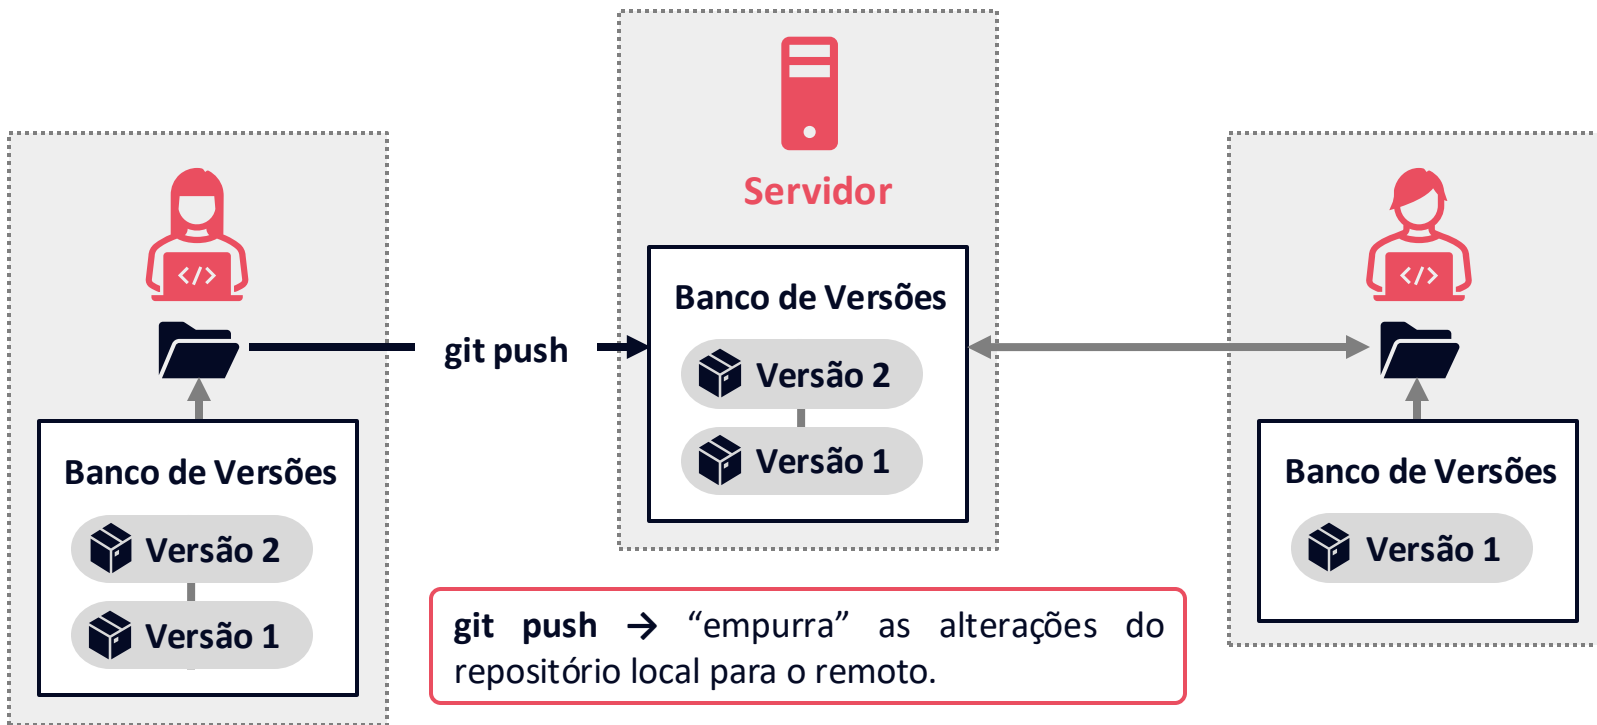 Servidor
Banco de Versões
Versão 2
Versão 1
git push
Banco de Versões
Versão 2
Versão 1
Banco de Versões
Versão 1
git push → “empurra” as alterações do
repositório local para o remoto.